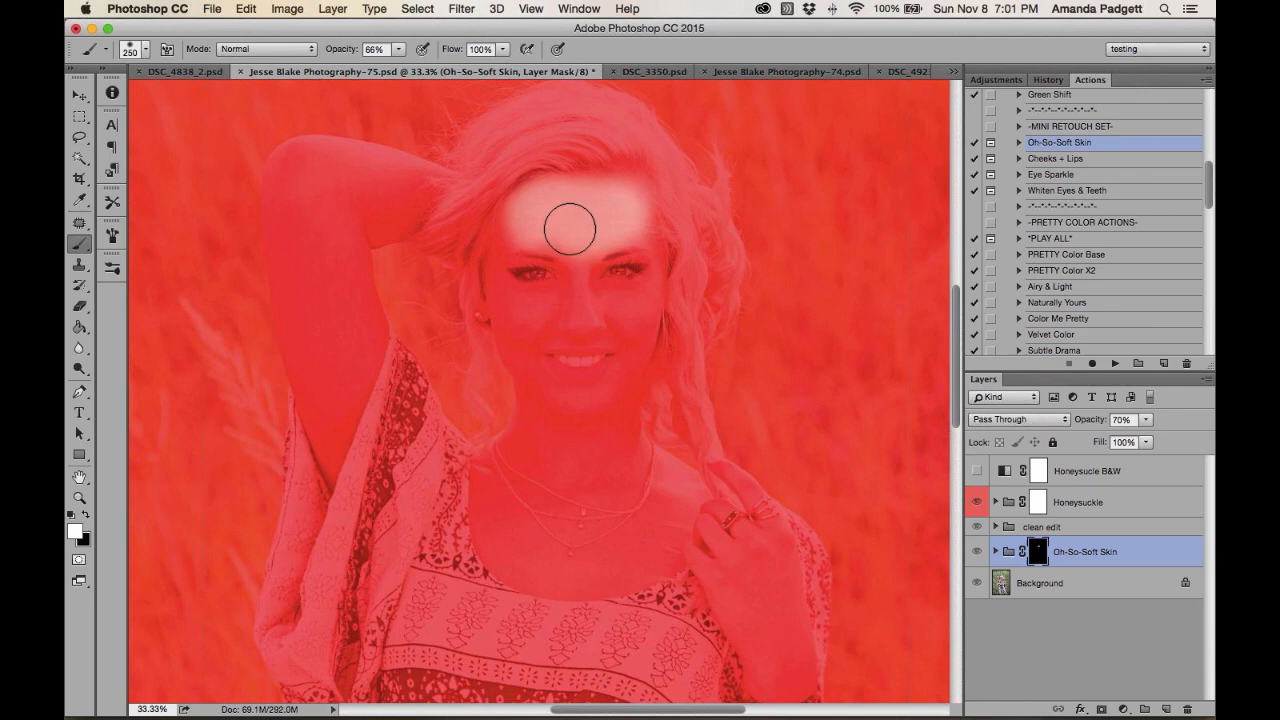 Photoshop CC File Edit Image Layer Type Select Filter 3D View Window Help 100% Sun Nov 8 7:01 PM Amanda Padgett
Adobe Photoshop CC 2015
250 Mode: Normal Opacity: 66% Flow: 100% testing
DSC_4838_2.psd Jesse Blake Photography-75.psd @ 33.3% (Oh-So-Soft Skin, Layer Mask/8) * DSC_3350.psd Jesse Blake Photography-74.psd DSC_492
Adjustments History Actions
Green Shift
-*--*-*--*-*--*-*--*-
-MINI RETOUCH SET-
Oh-So-Soft Skin
Cheeks + Lips
Eye Sparkle
Whiten Eyes & Teeth
-*--*-*--*-*--*-*--*-
-PRETTY COLOR ACTIONS-
*PLAY ALL*
PRETTY Color Base
PRETTY Color X2
Airy & Light
Naturally Yours
Color Me Pretty
Velvet Color
Subtle Drama
Layers
Kind
Pass Through Opacity: 70%
Lock: Fill: 100%
Honeysucle B&W
Honeysuckle
clean edit
Oh-So-Soft Skin
Background
33.33% Doc: 69.1M/292.0M